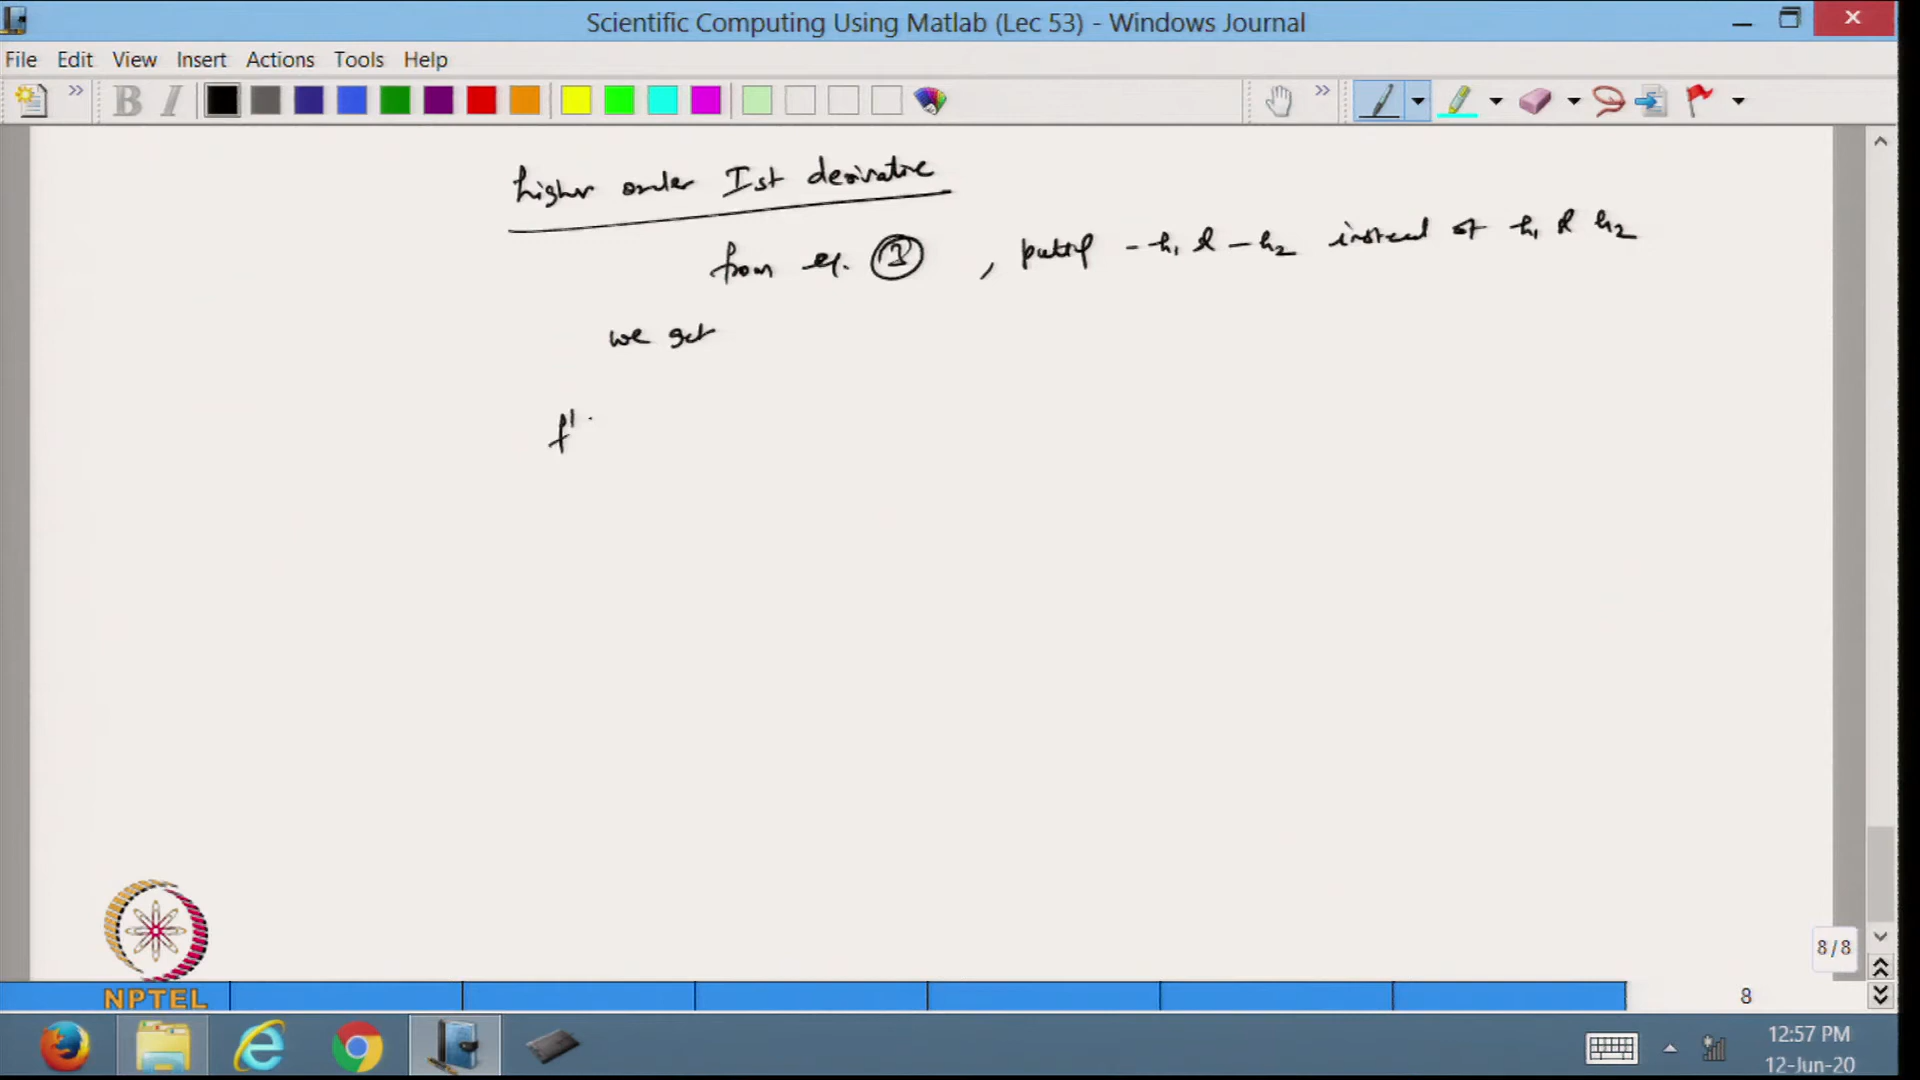 Scientific Computing Using Matlab (Lec 53) - Windows Journal
File Edit View Insert Actions Tools Help
B I
higher order Ist derivative
from eq. , putting -h₁ & -h₂ instead of h₁ & h₂
we get
f'
8 / 8
NPTEL
8
12:57 PM
12-Jun-20